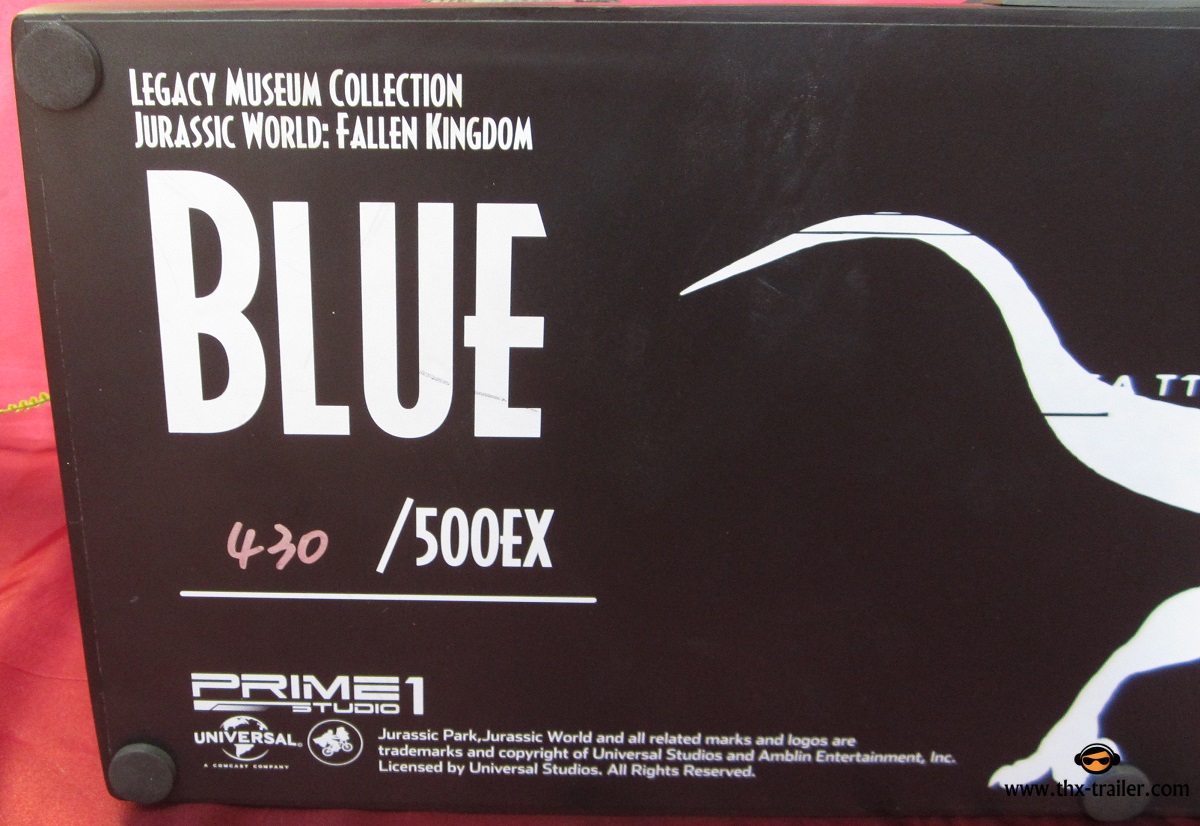 LEGACY MUSEUM COLLECTION
JURASSIC WORLD: FALLEN KINGDOM
BLUE
430 /500EX
PRIME 1
STUDIO
UNIVERSAL®
A COMCAST COMPANY
Jurassic Park,Jurassic World and all related marks and logos are
trademarks and copyright of Universal Studios and Amblin Entertainment, Inc.
Licensed by Universal Studios. All Rights Reserved.
www.thx-trailer.com